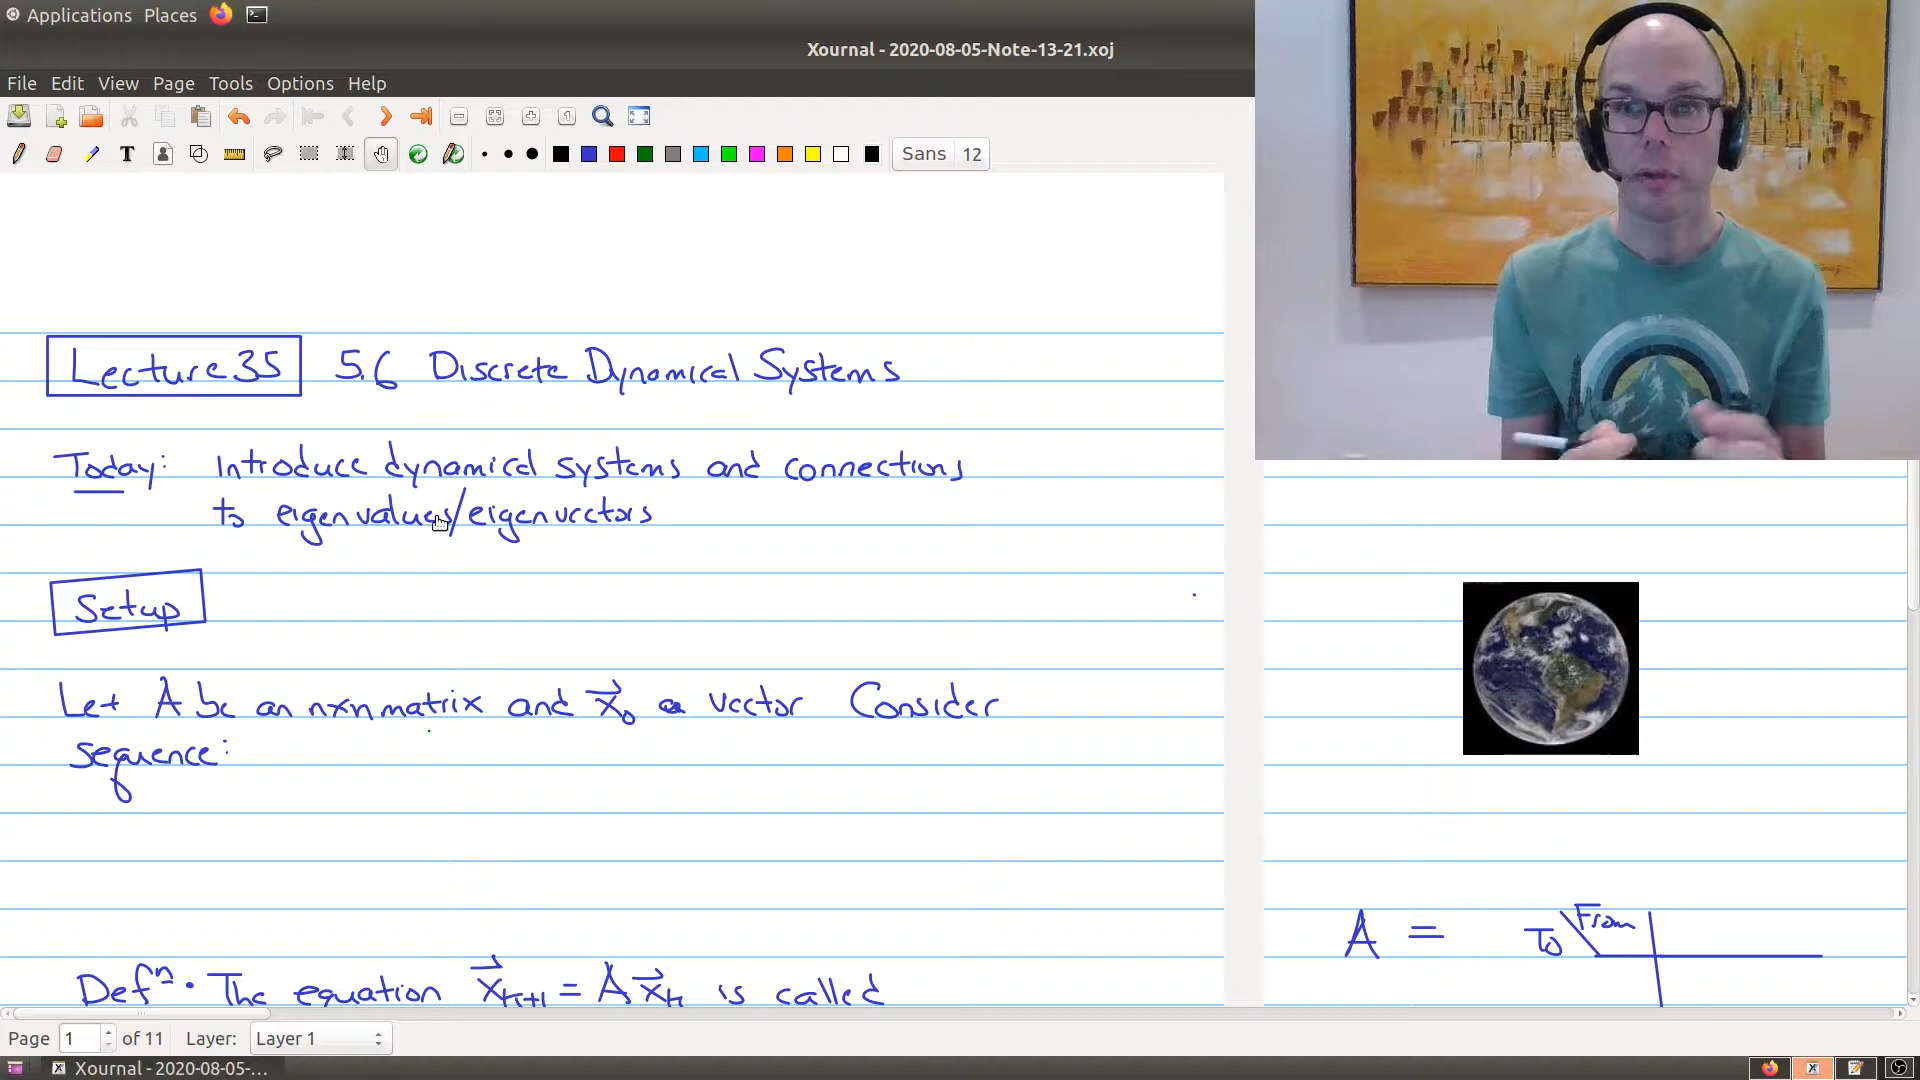 Applications Places
Xournal - 2020-08-05-Note-13-21.xoj
File Edit View Page Tools Options Help
Sans 12
Lecture 35 5.6 Discrete Dynamical Systems
Today: Introduce dynamical systems and connections
to eigenvalues/eigenvectors
Setup
Let A be an nxn matrix and x⃗₀ a vector Consider
sequence:
Defⁿ • The equation x⃗ₖ₊₁ = A x⃗ₖ is called
A = To From
Page 1 of 11 Layer: Layer 1
Xournal - 2020-08-05-...